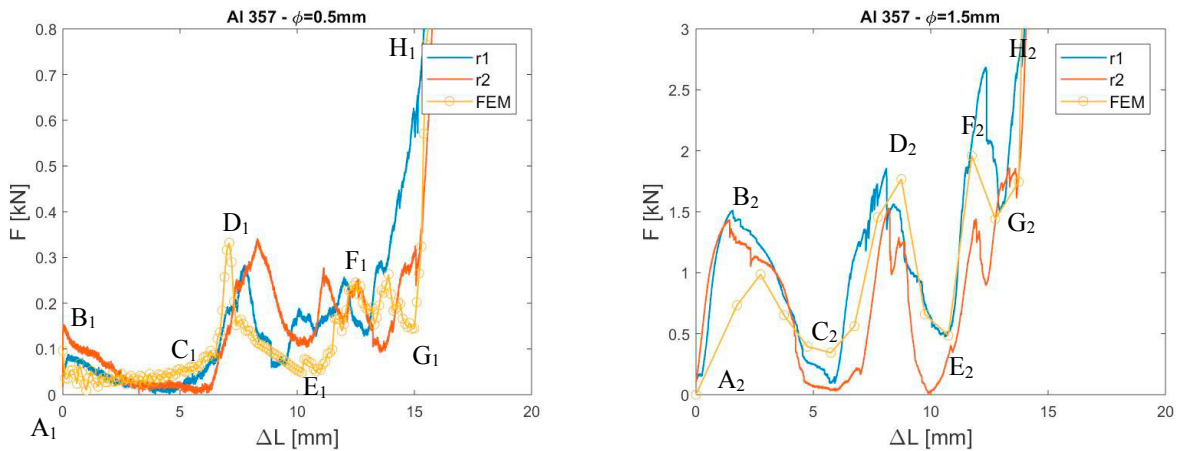 Al 357 - ϕ=0.5mm
0.8
0.7
0.6
0.5
0.4
0.3
0.2
0.1
0
F [kN]
H1
r1
r2
FEM
D1
B1
C1
F1
E1
G1
A1
0
5
10
15
20
ΔL [mm]
Al 357 - ϕ=1.5mm
3
2.5
2
1.5
1
0.5
0
F [kN]
H2
r1
r2
FEM
F2
D2
B2
G2
C2
E2
A2
0
5
10
15
20
ΔL [mm]